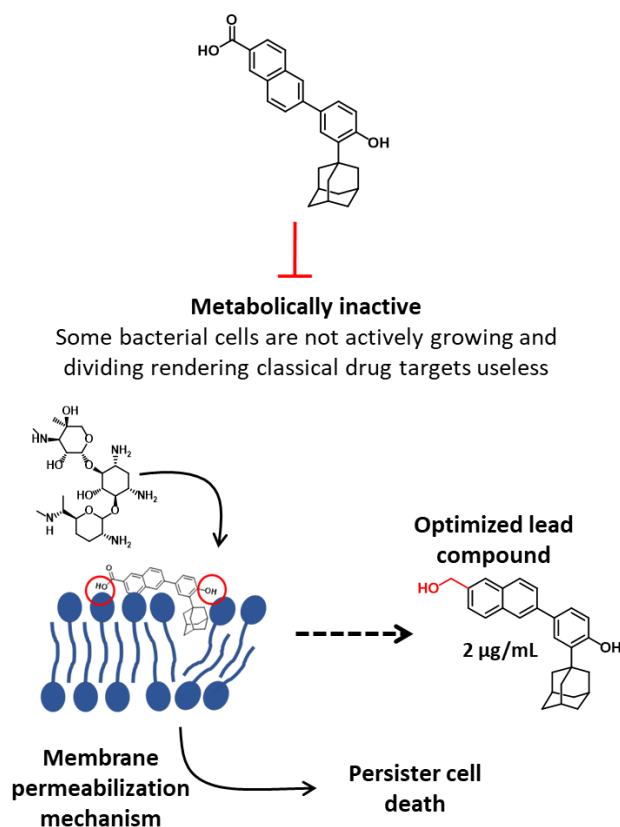 O
HO
OH
Metabolically inactive
Some bacterial cells are not actively growing and
dividing rendering classical drug targets useless
OH
HN
O
HO
O
NH₂
HO
NH₂
O
O
N
H
NH₂
O
HO
OH
Optimized lead
compound
HO
OH
2 µg/mL
Membrane
permeabilization
mechanism
Persister cell
death